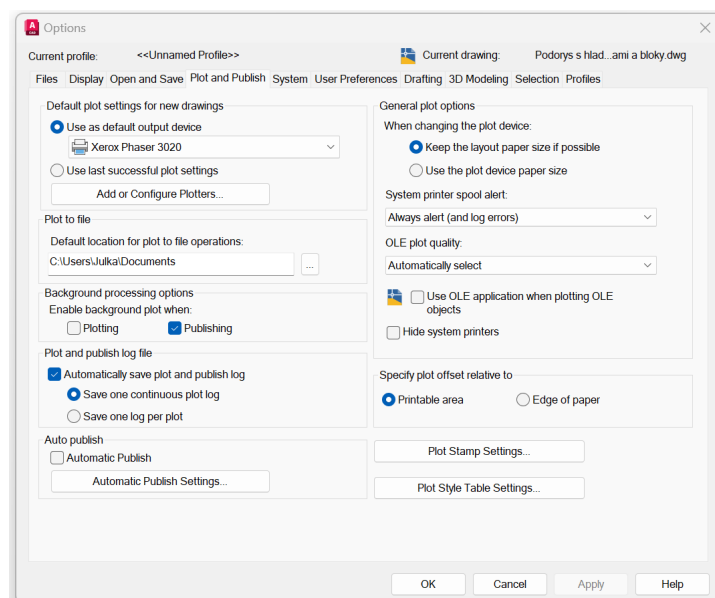 Options
Current profile: <<Unnamed Profile>> Current drawing: Podorys s hlad...ami a bloky.dwg
Files Display Open and Save Plot and Publish System User Preferences Drafting 3D Modeling Selection Profiles
Default plot settings for new drawings
Use as default output device
Xerox Phaser 3020
Use last successful plot settings
Add or Configure Plotters...
Plot to file
Default location for plot to file operations:
C:\Users\Julka\Documents
...
Background processing options
Enable background plot when:
Plotting Publishing
Plot and publish log file
Automatically save plot and publish log
Save one continuous plot log
Save one log per plot
Auto publish
Automatic Publish
Automatic Publish Settings...
General plot options
When changing the plot device:
Keep the layout paper size if possible
Use the plot device paper size
System printer spool alert:
Always alert (and log errors)
OLE plot quality:
Automatically select
Use OLE application when plotting OLE
objects
Hide system printers
Specify plot offset relative to
Printable area Edge of paper
Plot Stamp Settings...
Plot Style Table Settings...
OK Cancel Apply Help